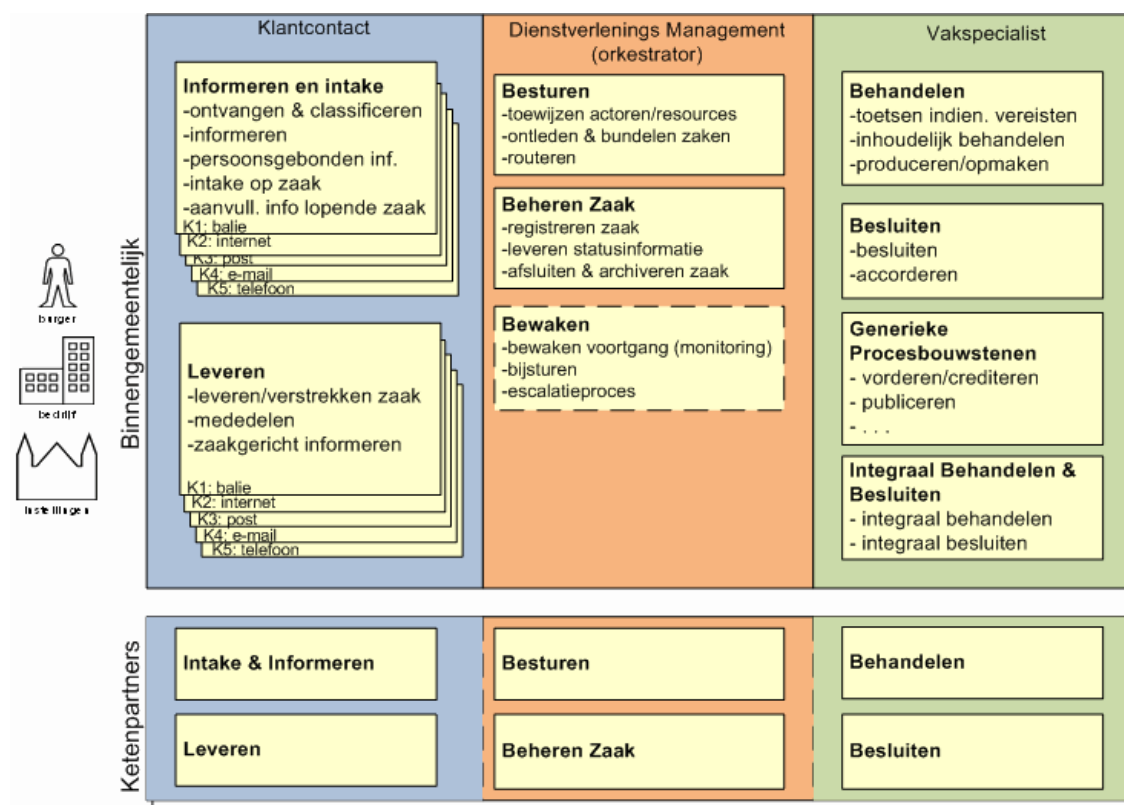 Klantcontact
Informeren en intake
-ontvangen & classificeren
-informeren
-persoonsgebonden inf.
-intake op zaak
-aanvull. info lopende zaak
K1: balie
K2: internet
K3: post
K4: e-mail
K5: telefoon
Leveren
-leveren/verstrekken zaak
-mededelen
-zaakgericht informeren
K1: balie
K2: internet
K3: post
K4: e-mail
K5: telefoon
Dienstverlenings Management
(orkestrator)
Besturen
-toewijzen actoren/resources
-ontleden & bundelen zaken
-routeren
Beheren Zaak
-registreren zaak
-leveren statusinformatie
-afsluiten & archiveren zaak
Bewaken
-bewaken voortgang (monitoring)
-bijsturen
-escalatieproces
Vakspecialist
Behandelen
-toetsen indien. vereisten
-inhoudelijk behandelen
-produceren/opmaken
Besluiten
-besluiten
-accorderen
Generieke
Procesbouwstenen
- vorderen/crediteren
- publiceren
- . . .
Integraal Behandelen &
Besluiten
- integraal behandelen
- integraal besluiten
Binnengemeentelijk
burger
bedrijf
instellingen
Ketenpartners
Intake & Informeren
Leveren
Besturen
Beheren Zaak
Behandelen
Besluiten